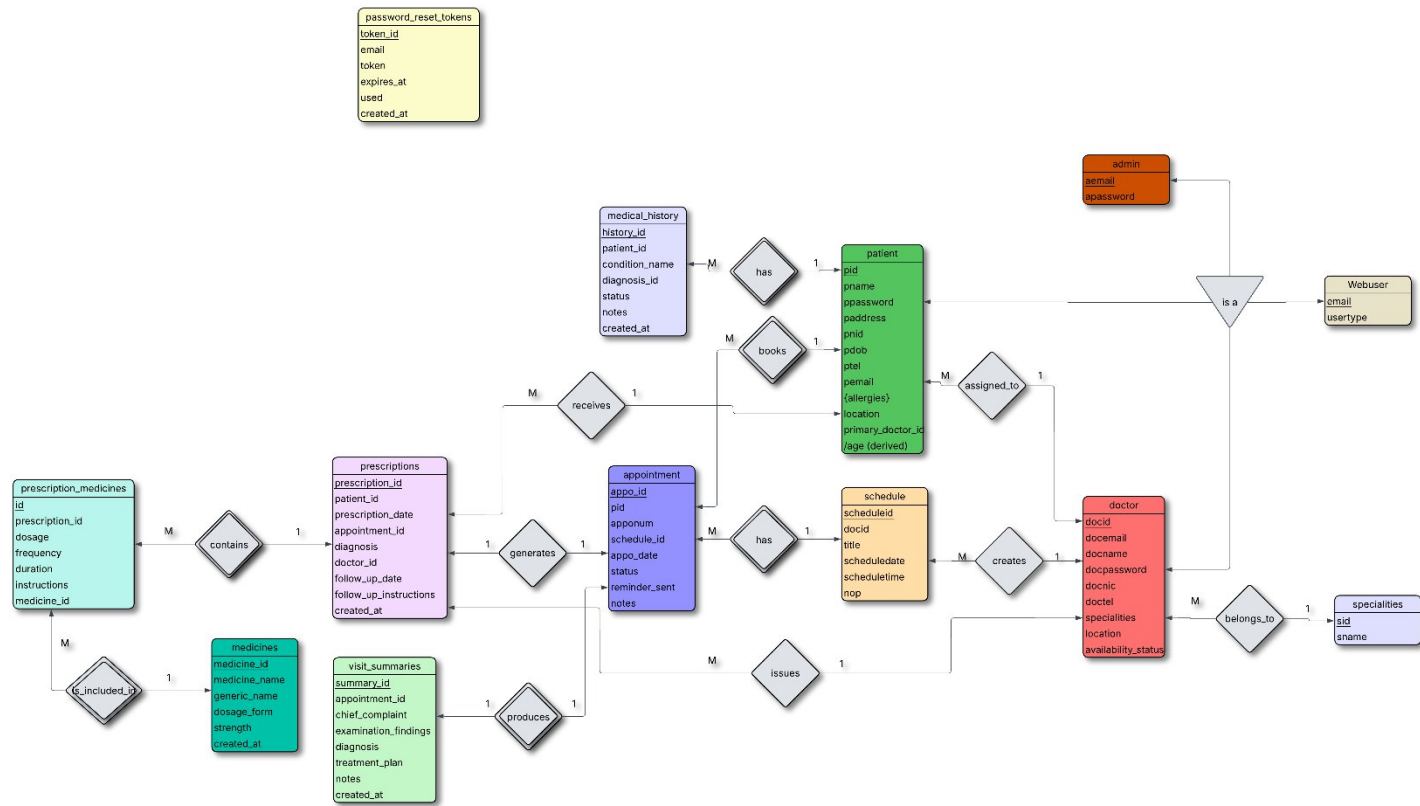 password_reset_tokens
token_id
email
token
expires_at
used
created_at
admin
aemail
apassword
medical_history
history_id
patient_id
condition_name
diagnosis_id
status
notes
created_at
M
has
1
patient
pid
pname
ppassword
paddress
pnid
pdob
ptel
pemail
{allergies}
location
primary_doctor_id
/age (derived)
is a
Webuser
email
usertype
M
books
1
M
receives
1
M
assigned_to
1
prescription_medicines
id
prescription_id
dosage
frequency
duration
instructions
medicine_id
M
contains
1
prescriptions
prescription_id
patient_id
prescription_date
appointment_id
diagnosis
doctor_id
follow_up_date
follow_up_instructions
created_at
1
generates
1
appointment
appo_id
pid
apponum
schedule_id
appo_date
status
reminder_sent
notes
M
has
1
schedule
scheduleid
docid
title
scheduledate
scheduletime
nop
M
creates
1
doctor
docid
docemail
docname
docpassword
docnic
doctel
specialities
location
availability_status
M
belongs_to
1
specialities
sid
sname
M
is_included_in
1
medicines
medicine_id
medicine_name
generic_name
dosage_form
strength
created_at
visit_summaries
summary_id
appointment_id
chief_complaint
examination_findings
diagnosis
treatment_plan
notes
created_at
1
produces
1
M
issues
1